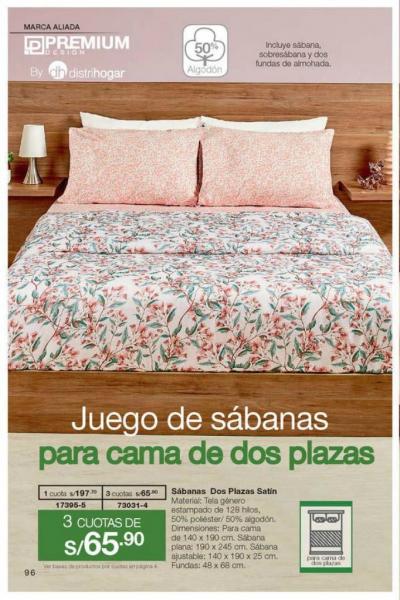 MARCA ALIADA
PREMIUM
DESIGN
By dh distrihogar
50%
Algodón
Incluye sábana,
sobresábana y dos
fundas de almohada.
Juego de sábanas
para cama de dos plazas
1 cuota s/197.70 3 cuotas s/65.90
17395-5 73031-4
3 CUOTAS DE
S/65.90
Ver bases de productos por cuotas en página 4.
Sábanas Dos Plazas Satín
Material: Tela género
estampado de 128 hilos,
50% poliéster/ 50% algodón.
Dimensiones: Para cama
de 140 x 190 cm. Sábana
plana: 190 x 245 cm. Sábana
ajustable: 140 x 190 x 25 cm.
Fundas: 48 x 68 cm.
para cama de
dos plazas
96